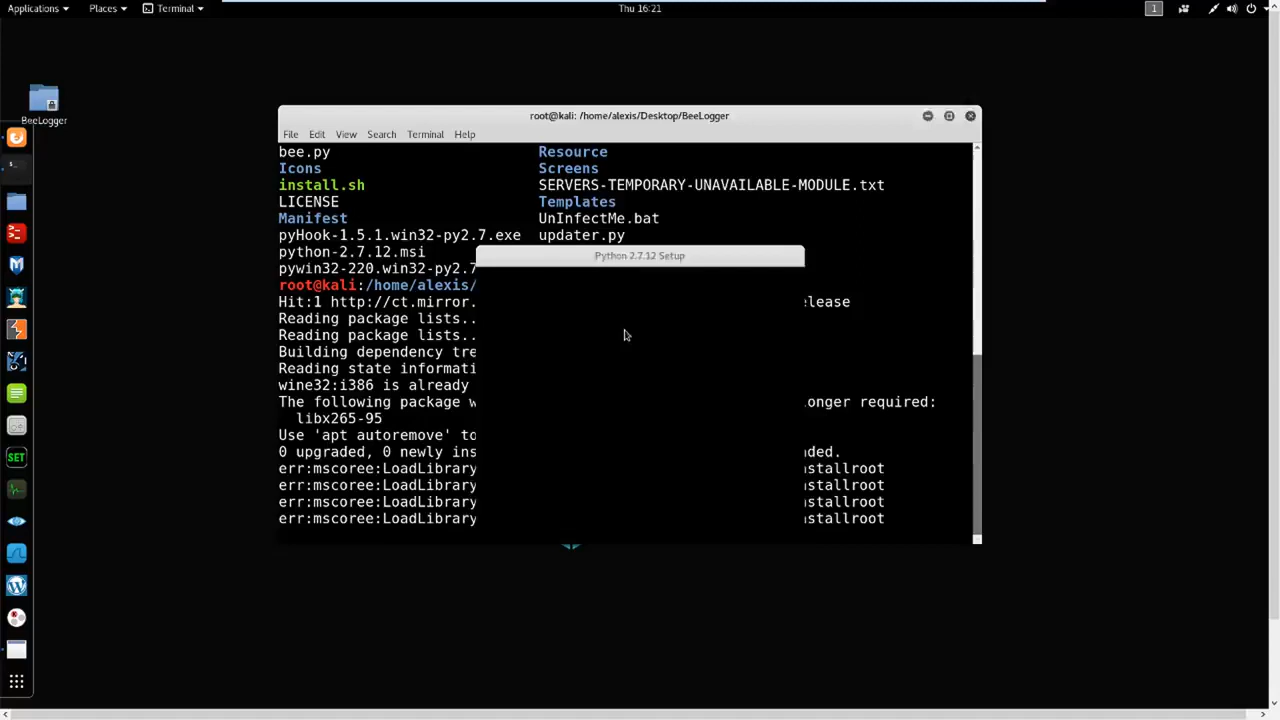 Applications Places Terminal Thu 16:21 1
BeeLogger
root@kali: /home/alexis/Desktop/BeeLogger
File Edit View Search Terminal Help
bee.py Resource
Icons Screens
install.sh SERVERS-TEMPORARY-UNAVAILABLE-MODULE.txt
LICENSE Templates
Manifest UnInfectMe.bat
pyHook-1.5.1.win32-py2.7.exe updater.py
python-2.7.12.msi
Python 2.7.12 Setup
pywin32-220.win32-py2.7
root@kali:/home/alexis/
Hit:1 http://ct.mirror. elease
Reading package lists..
Reading package lists..
Building dependency tre
Reading state informati
wine32:i386 is already
The following package w onger required:
libx265-95
Use 'apt autoremove' to
0 upgraded, 0 newly ins ded.
err:mscoree:LoadLibrary stallroot
err:mscoree:LoadLibrary stallroot
err:mscoree:LoadLibrary stallroot
err:mscoree:LoadLibrary stallroot
SET